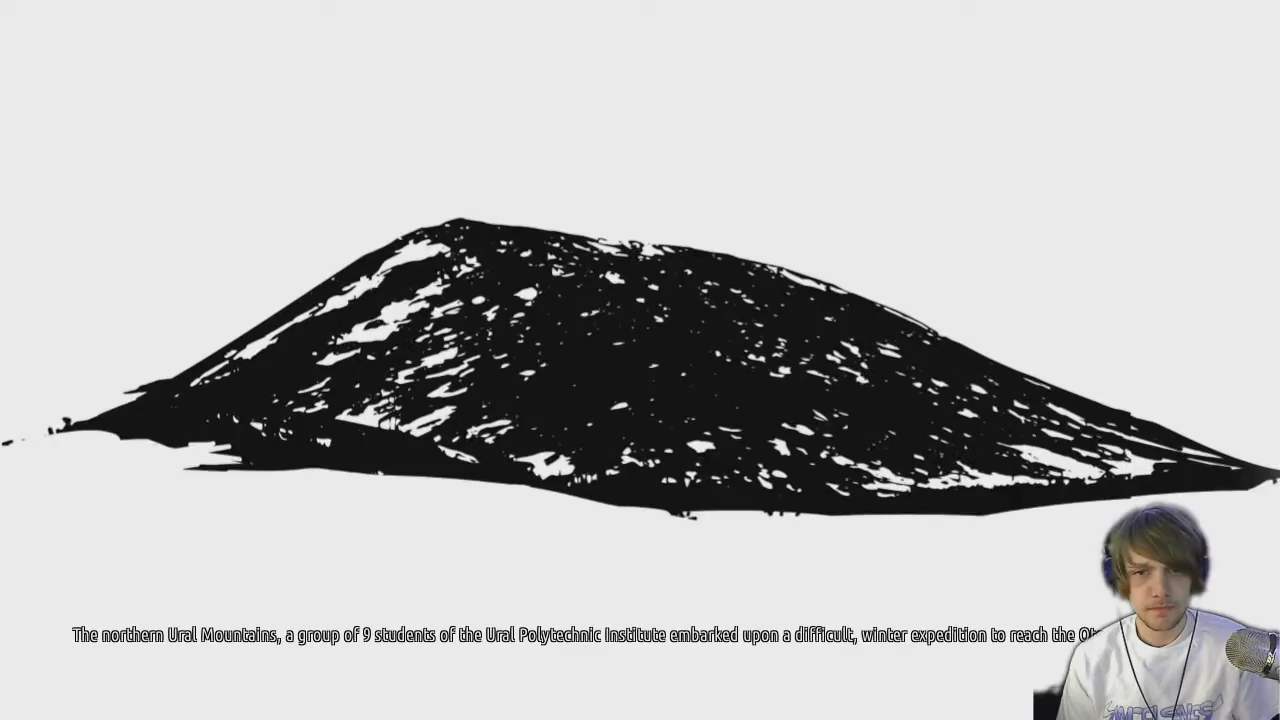 The northern Ural Mountains, a group of 9 students of the Ural Polytechnic Institute embarked upon a difficult, winter expedition to reach the